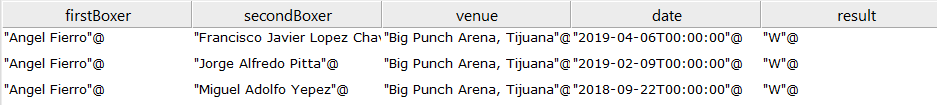 firstBoxer secondBoxer venue date result
"Angel Fierro"@ "Francisco Javier Lopez Cha "Big Punch Arena, Tijuana"@ "2019-04-06T00:00:00"@ "W"@
"Angel Fierro"@ "Jorge Alfredo Pitta"@ "Big Punch Arena, Tijuana"@ "2019-02-09T00:00:00"@ "W"@
"Angel Fierro"@ "Miguel Adolfo Yepez"@ "Big Punch Arena, Tijuana"@ "2018-09-22T00:00:00"@ "W"@